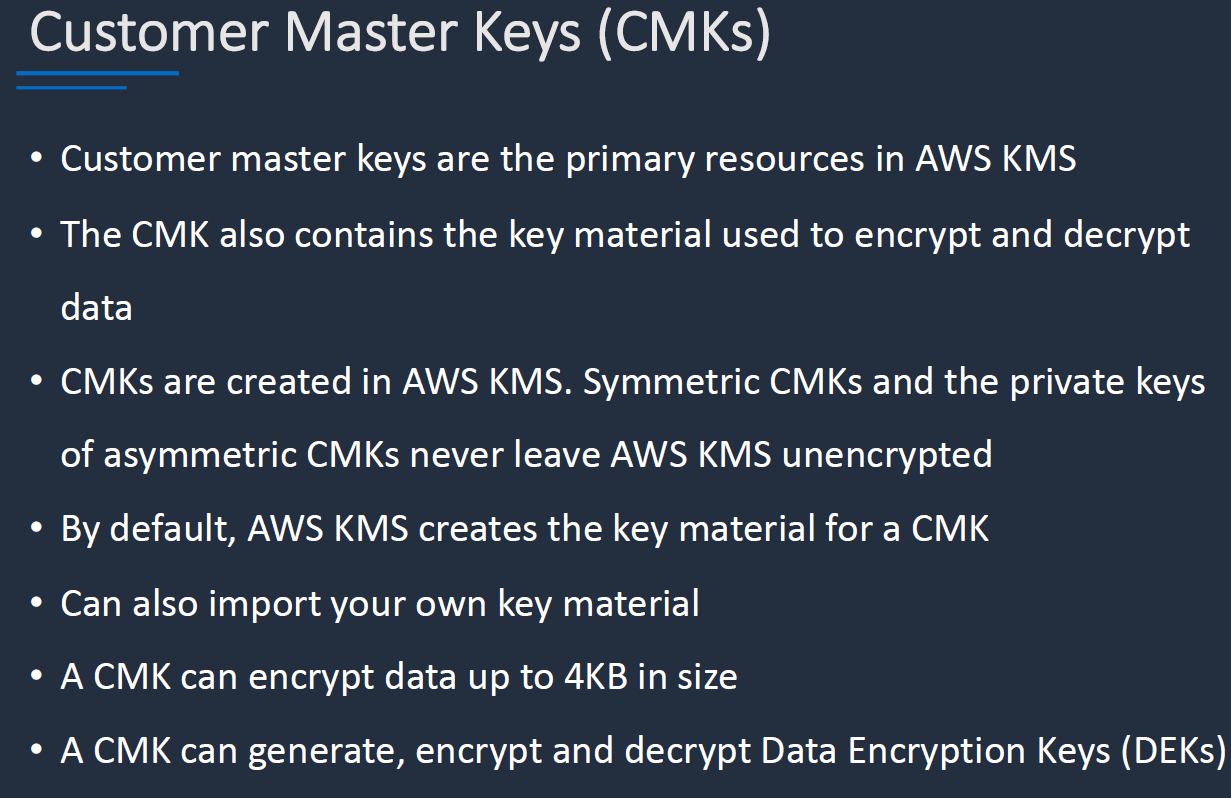 Customer Master Keys (CMKs)
• Customer master keys are the primary resources in AWS KMS
• The CMK also contains the key material used to encrypt and decrypt
data
• CMKs are created in AWS KMS. Symmetric CMKs and the private keys
of asymmetric CMKs never leave AWS KMS unencrypted
• By default, AWS KMS creates the key material for a CMK
• Can also import your own key material
• A CMK can encrypt data up to 4KB in size
• A CMK can generate, encrypt and decrypt Data Encryption Keys (DEKs)